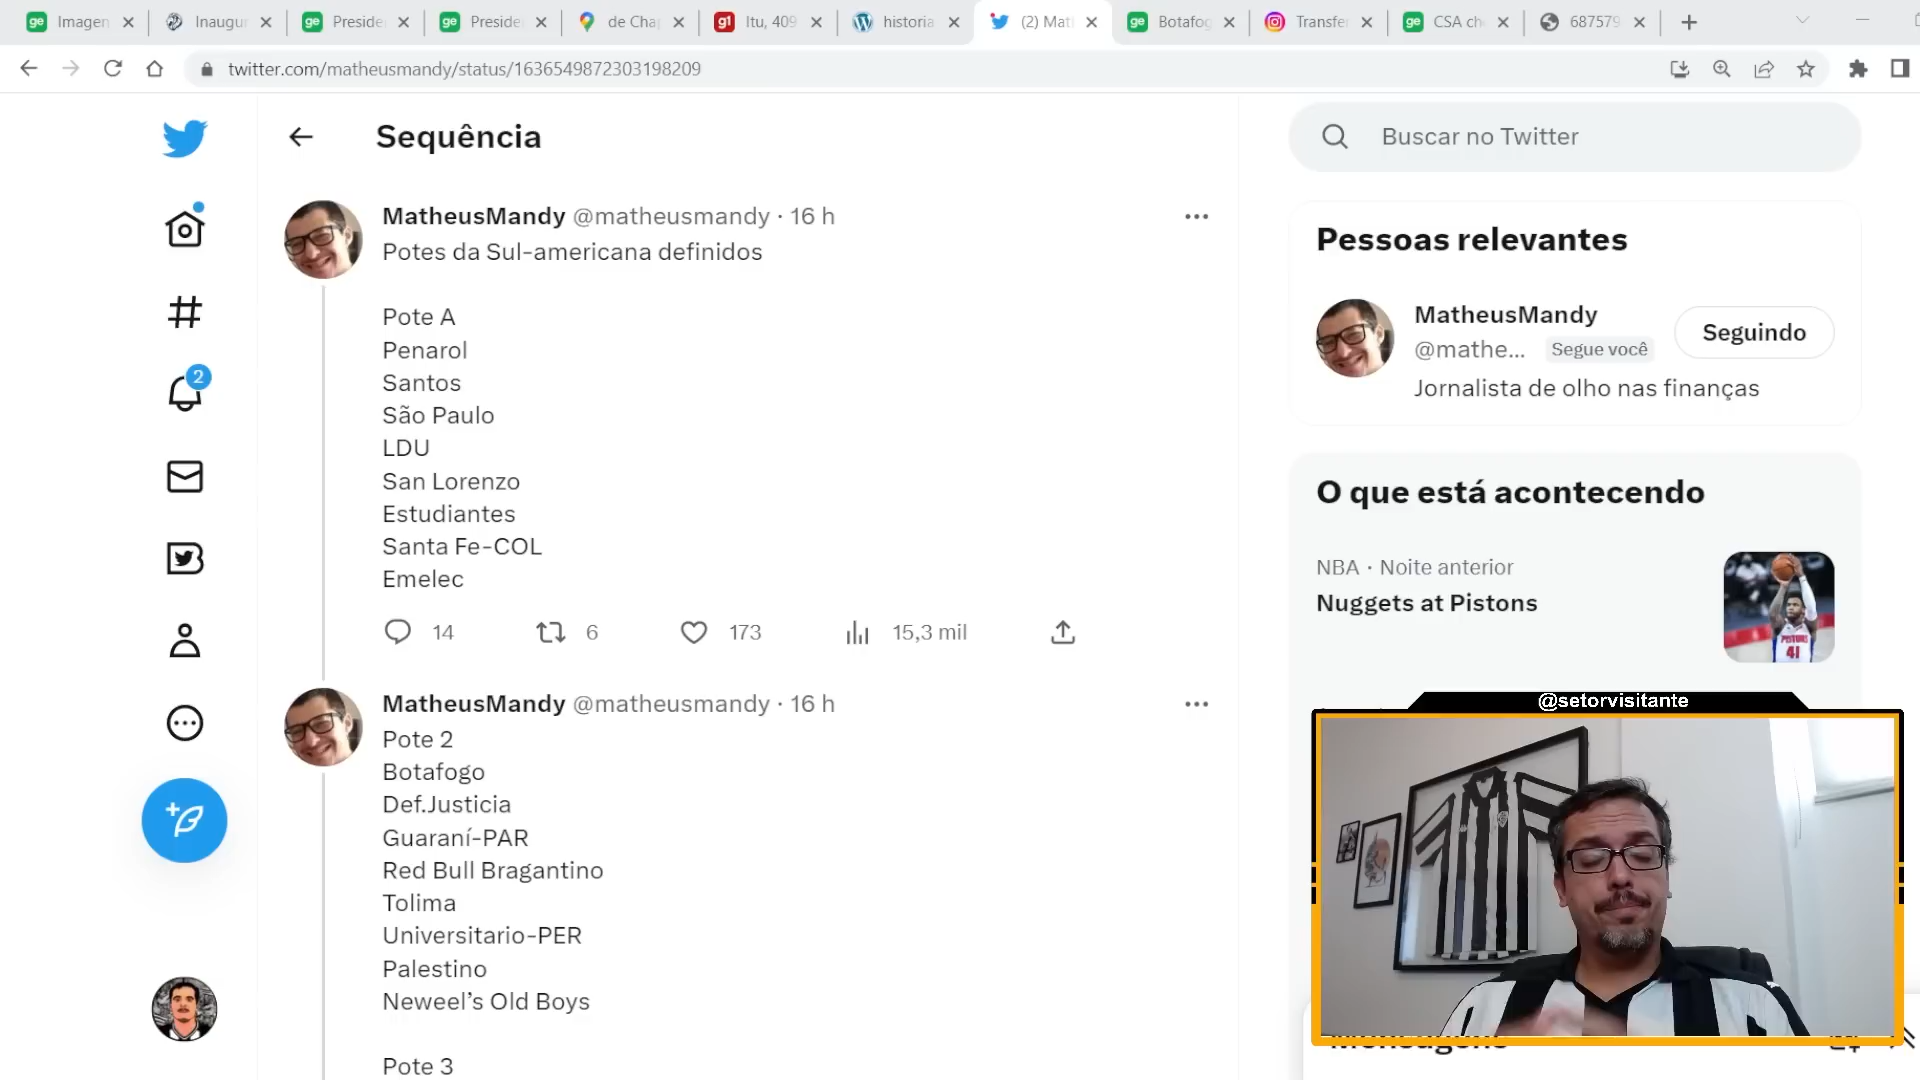 Imagen
Inaugur
Preside
Preside
de Cha
Itu, 409
historia
(2) Mat
Botafog
Transfe
CSA ch
687579
twitter.com/matheusmandy/status/1636549872303198209
Sequência
MatheusMandy @matheusmandy · 16 h
Potes da Sul-americana definidos
Pote A
Penarol
Santos
São Paulo
LDU
San Lorenzo
Estudiantes
Santa Fe-COL
Emelec
14
6
173
15,3 mil
MatheusMandy @matheusmandy · 16 h
Pote 2
Botafogo
Def.Justicia
Guaraní-PAR
Red Bull Bragantino
Tolima
Universitario-PER
Palestino
Neweel’s Old Boys
Pote 3
2
Buscar no Twitter
Pessoas relevantes
MatheusMandy
@mathe... Segue você
Seguindo
Jornalista de olho nas finanças
O que está acontecendo
NBA · Noite anterior
Nuggets at Pistons
PISTONS
41
@setorvisitante
Mensagens